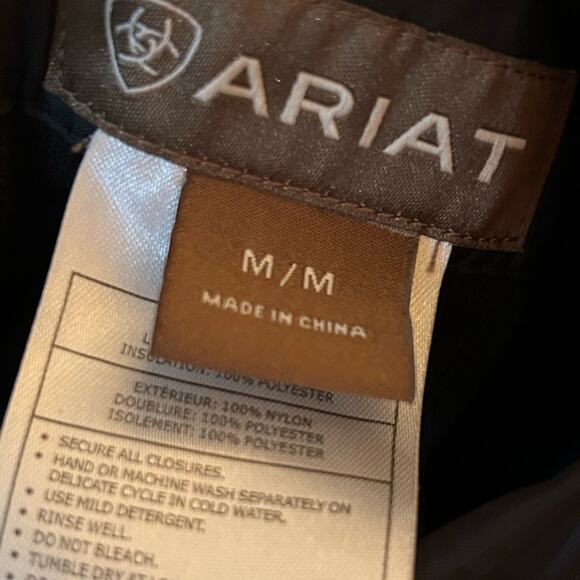 ARIAT
M/M
MADE IN CHINA
INSULATION: 100% POLYESTER
EXTÉRIEUR: 100% NYLON
DOUBLURE: 100% POLYESTER
ISOLEMENT: 100% POLYESTER
• SECURE ALL CLOSURES.
• HAND OR MACHINE WASH SEPARATELY ON
DELICATE CYCLE IN COLD WATER.
• USE MILD DETERGENT.
• RINSE WELL.
• DO NOT BLEACH.
• TUMBLE DRY